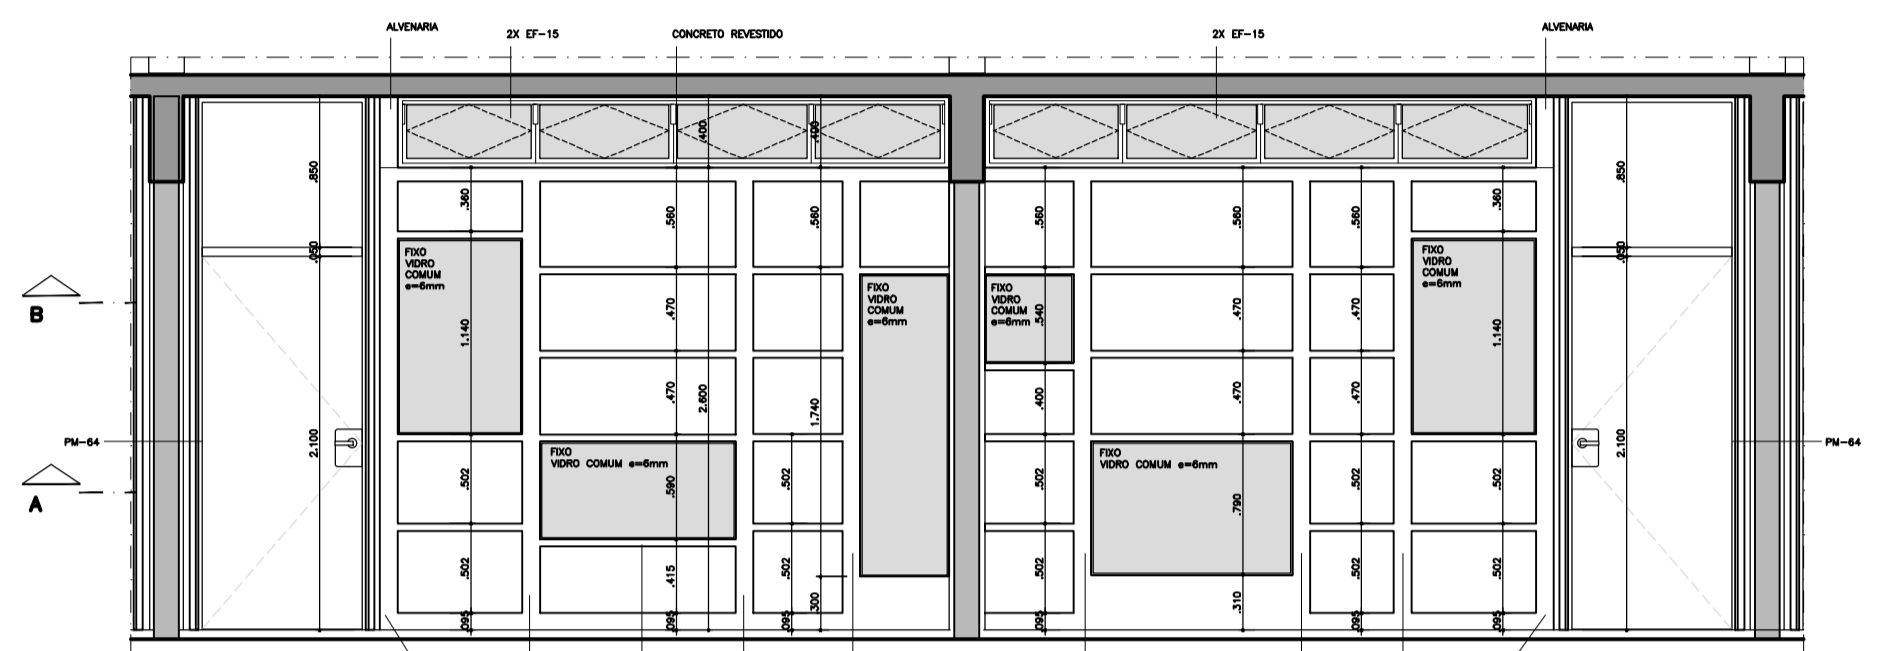 ALVENARIA
2X EF-15
CONCRETO REVESTIDO
2X EF-15
ALVENARIA
.400
.400
.850
.360
.560
.560
.560
.560
.560
.360
.850
.050
.050
FIXO
VIDRO
COMUM
e=6mm
FIXO
VIDRO
COMUM
e=6mm
FIXO
VIDRO
COMUM
e=6mm
FIXO
VIDRO
COMUM
e=6mm
B
1.140
.470
.540
.470
.470
1.140
.470
2.600
1.740
.400
.470
.470
PM-64
2.100
2.100
PM-64
FIXO
VIDRO COMUM e=6mm
FIXO
VIDRO COMUM e=6mm
A
.502
.590
.502
.502
.790
.502
.502
.502
.415
.502
.300
.502
.310
.502
.502
.095
.095
.095
.095
.095
.095